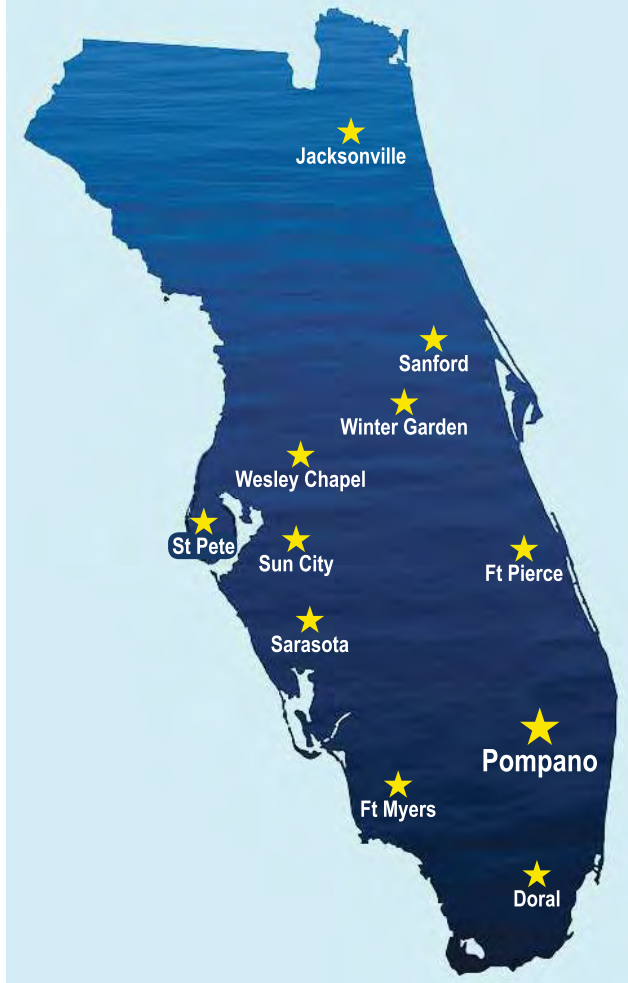 Jacksonville
Sanford
Winter Garden
Wesley Chapel
St Pete
Sun City
Ft Pierce
Sarasota
Pompano
Ft Myers
Doral